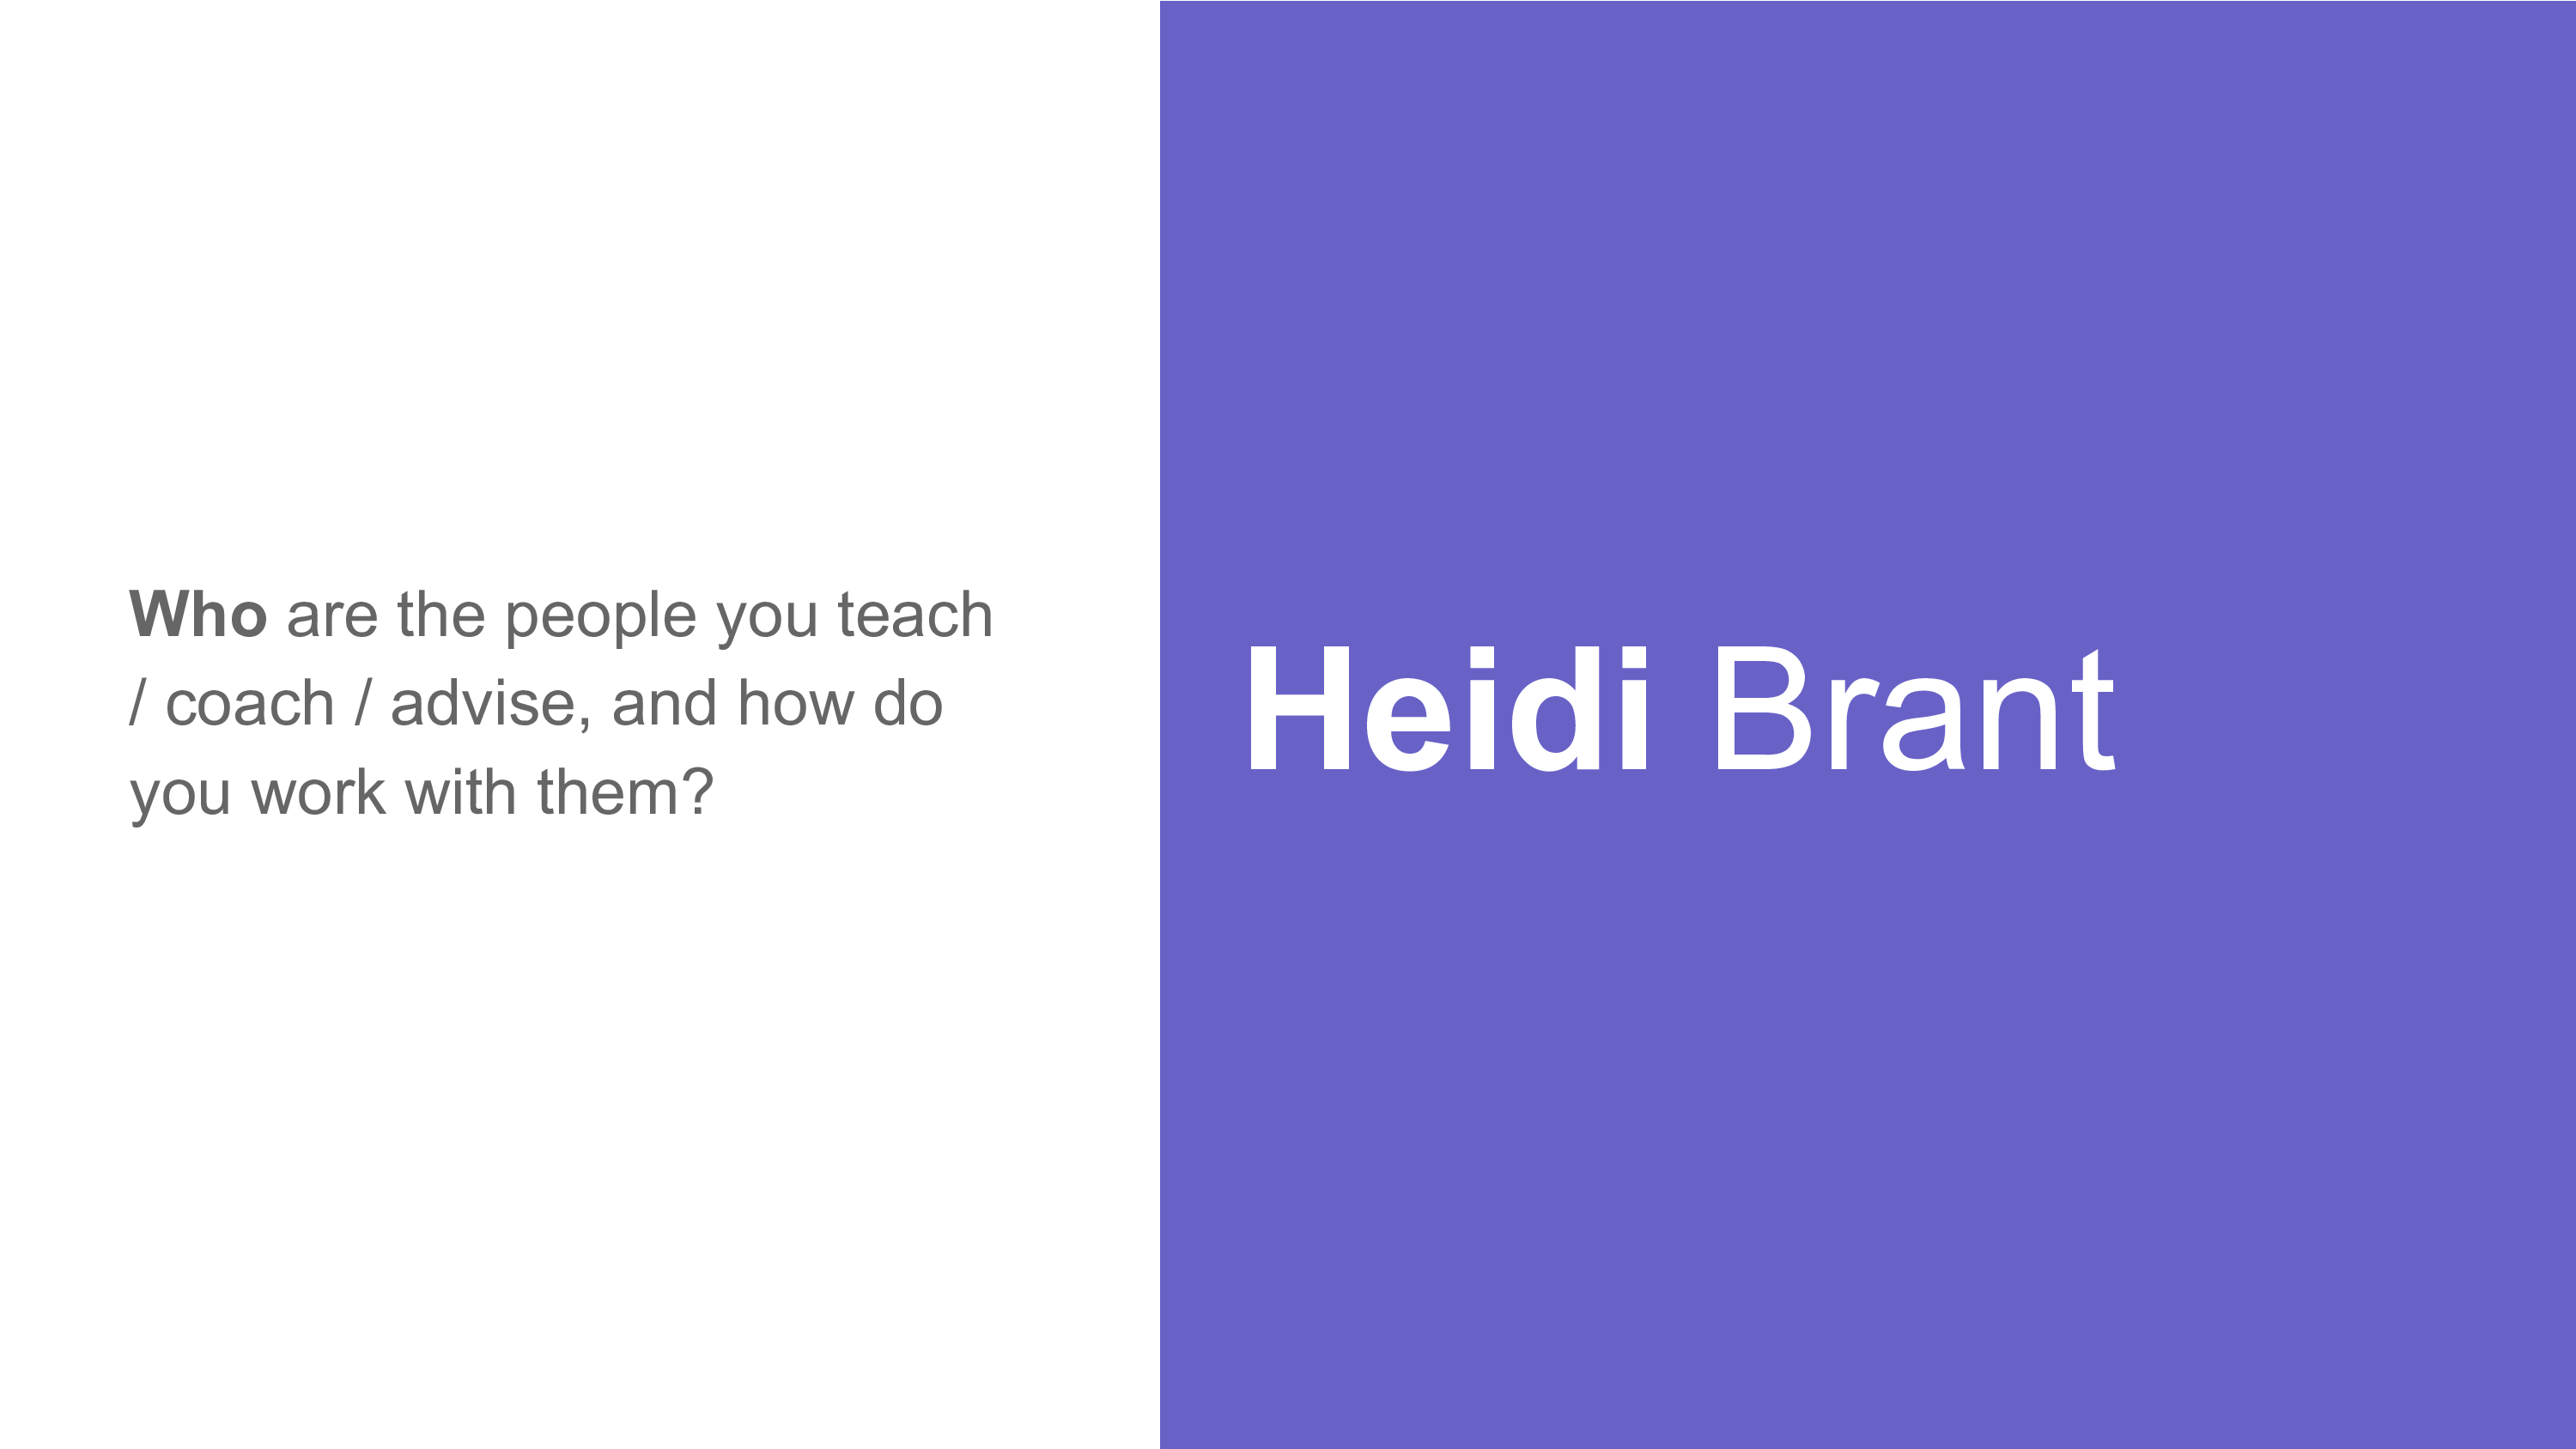 Who are the people you teach
/ coach / advise, and how do
you work with them?
Heidi Brant